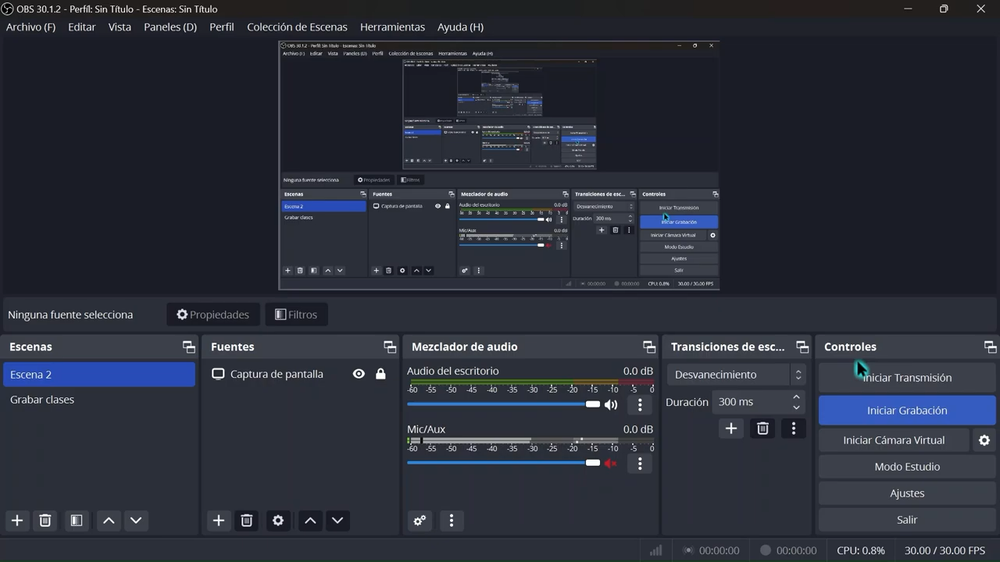 OBS 30.1.2 - Perfil: Sin Título - Escenas: Sin Título
Archivo (F) Editar Vista Paneles (D) Perfil Colección de Escenas Herramientas Ayuda (H)
OBS 30.1.2 - Perfil: Sin Título - Escenas: Sin Título
Archivo (F) Editar Vista Paneles (D) Perfil Colección de Escenas Herramientas Ayuda (H)
Ninguna fuente selecciona Propiedades Filtros
Escenas Fuentes Mezclador de audio Transiciones de esc... Controles
Escena 2 Captura de pantalla Audio del escritorio 0.0 dB Desvanecimiento Iniciar Transmisión
Grabar clases Duración 300 ms Iniciar Grabación
Mic/Aux 0.0 dB Iniciar Cámara Virtual
Modo Estudio
Ajustes
Salir
00:00:00 00:00:00 CPU: 0.8% 30.00 / 30.00 FPS
Ninguna fuente selecciona Propiedades Filtros
Escenas
Escena 2
Grabar clases
Fuentes
Captura de pantalla
Mezclador de audio
Audio del escritorio 0.0 dB
-60 -55 -50 -45 -40 -35 -30 -25 -20 -15 -10 -5 0
Mic/Aux 0.0 dB
-60 -55 -50 -45 -40 -35 -30 -25 -20 -15 -10 -5 0
Transiciones de esc...
Desvanecimiento
Duración 300 ms
Controles
Iniciar Transmisión
Iniciar Grabación
Iniciar Cámara Virtual
Modo Estudio
Ajustes
Salir
00:00:00 00:00:00 CPU: 0.8% 30.00 / 30.00 FPS